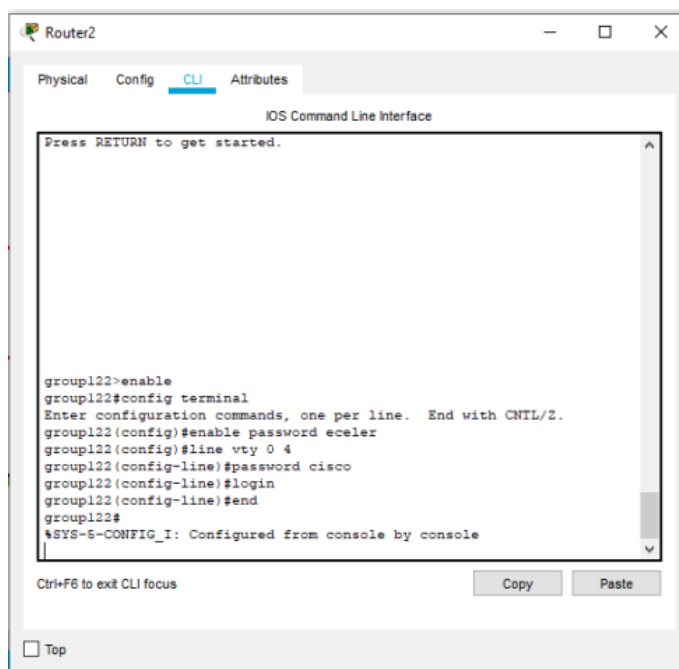 Router2
Physical Config CLI Attributes
IOS Command Line Interface
Press RETURN to get started.
group122>enable
group122#config terminal
Enter configuration commands, one per line. End with CNTL/Z.
group122(config)#enable password eceler
group122(config)#line vty 0 4
group122(config-line)#password cisco
group122(config-line)#login
group122(config-line)#end
group122#
%SYS-5-CONFIG_I: Configured from console by console
Ctrl+F6 to exit CLI focus
Copy Paste
Top